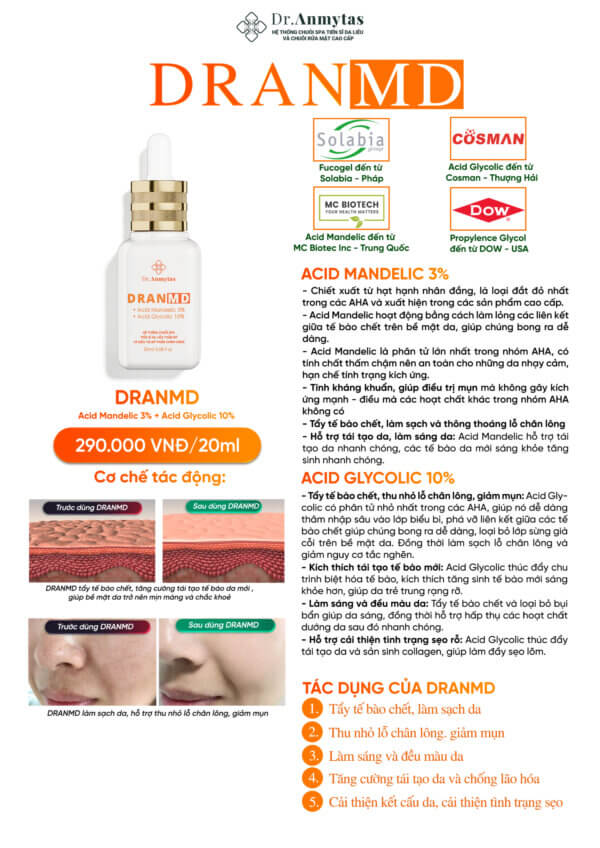 Dr.Anmytas
HỆ THỐNG CHUỖI SPA TIẾN SĨ DA LIỄU
VÀ CHUỖI RỬA MẶT CAO CẤP
DRANMD
Solabia
group
Fucogel đến từ
Solabia - Pháp
COSMAN
Acid Glycolic đến từ
Cosman - Thượng Hải
MC BIOTECH
YOUR HEALTH MATTERS
Acid Mandelic đến từ
MC Biotec Inc - Trung Quốc
DOW
Propylence Glycol
đến từ DOW - USA
Dr.Anmytas
DRANMD
+ Acid Mandelic 3%
+ Acid Glycolic 10%
DRANMD
Acid Mandelic 3% + Acid Glycolic 10%
290.000 VNĐ/20ml
Cơ chế tác động:
Trước dùng DRANMD
Sau dùng DRANMD
DRANMD tẩy tế bào chết, tăng cường tái tạo tế bào da mới ,
giúp bề mặt da trở nên mịn màng và chắc khoẻ
Trước dùng DRANMD
Sau dùng DRANMD
DRANMD làm sạch da, hỗ trợ thu nhỏ lỗ chân lông, giảm mụn
ACID MANDELIC 3%
- Chiết xuất từ hạt hạnh nhân đắng, là loại đắt đỏ nhất
trong các AHA và xuất hiện trong các sản phẩm cao cấp.
- Acid Mandelic hoạt động bằng cách làm lỏng các liên kết
giữa tế bào chết trên bề mặt da, giúp chúng bong ra dễ
dàng.
- Acid Mandelic là phân tử lớn nhất trong nhóm AHA, có
tính chất thấm chậm nên an toàn cho những da nhạy cảm,
hạn chế tình trạng kích ứng.
- Tính kháng khuẩn, giúp điều trị mụn mà không gây kích
ứng mạnh - điều mà các hoạt chất khác trong nhóm AHA
không có
- Tẩy tế bào chết, làm sạch và thông thoáng lỗ chân lông
- Hỗ trợ tái tạo da, làm sáng da: Acid Mandelic hỗ trợ tái
tạo da nhanh chóng, các tế bào da mới sáng khỏe tăng
sinh nhanh chóng.
ACID GLYCOLIC 10%
- Tẩy tế bào chết, thu nhỏ lỗ chân lông, giảm mụn: Acid Gly-
colic có phân tử nhỏ nhất trong các AHA, giúp nó dễ dàng
thâm nhập sâu vào lớp biểu bì, phá vỡ liên kết giữa các tế
bào chết giúp chúng bong ra dễ dàng, loại bỏ lớp sừng già
cỗi trên bề mặt da. Đồng thời làm sạch lỗ chân lông và
giảm nguy cơ tắc nghẽn.
- Kích thích tái tạo tế bào mới: Acid Glycolic thúc đẩy chu
trình biệt hóa tế bào, kích thích tăng sinh tế bào mới sáng
khỏe hơn, giúp da trẻ trung rạng rỡ.
- Làm sáng và đều màu da: Tẩy tế bào chết và loại bỏ bụi
bẩn giúp da sáng, đồng thời hỗ trợ hấp thụ các hoạt chất
dưỡng da sau đó nhanh chóng.
- Hỗ trợ cải thiện tình trạng sẹo rỗ: Acid Glycolic thúc đẩy
tái tạo da và sản sinh collagen, giúp làm đầy sẹo lõm.
TÁC DỤNG CỦA DRANMD
1. Tẩy tế bào chết, làm sạch da
2. Thu nhỏ lỗ chân lông. giảm mụn
3. Làm sáng và đều màu da
4. Tăng cường tái tạo da và chống lão hóa
5. Cải thiện kết cấu da, cải thiện tình trạng sẹo